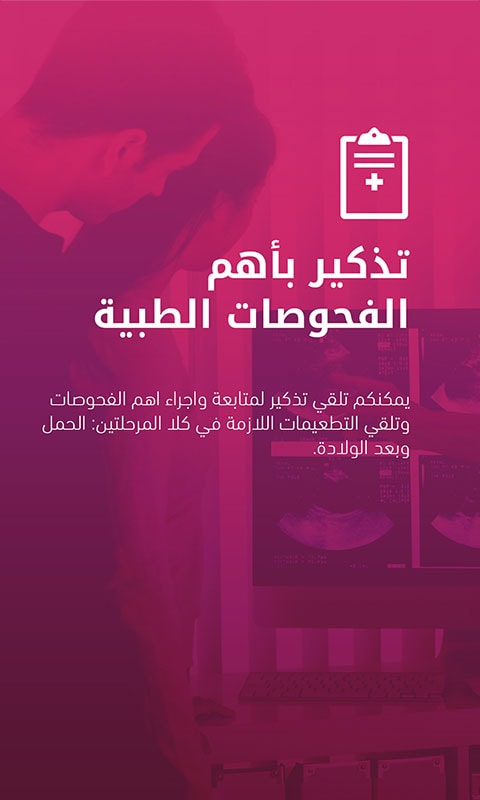 تذكير بأهم
الفحوصات الطبية
يمكنكم تلقي تذكير لمتابعة واجراء اهم الفحوصات
وتلقي التطعيمات اللازمة في كلا المرحلتين: الحمل
وبعد الولادة.